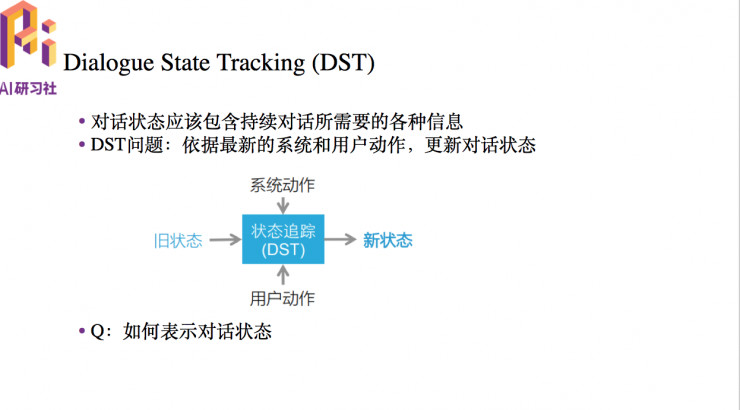 AI研习社
Dialogue State Tracking (DST)
• 对话状态应该包含持续对话所需要的各种信息
• DST问题：依据最新的系统和用户动作，更新对话状态
系统动作
旧状态
状态追踪
(DST)
新状态
用户动作
• Q：如何表示对话状态